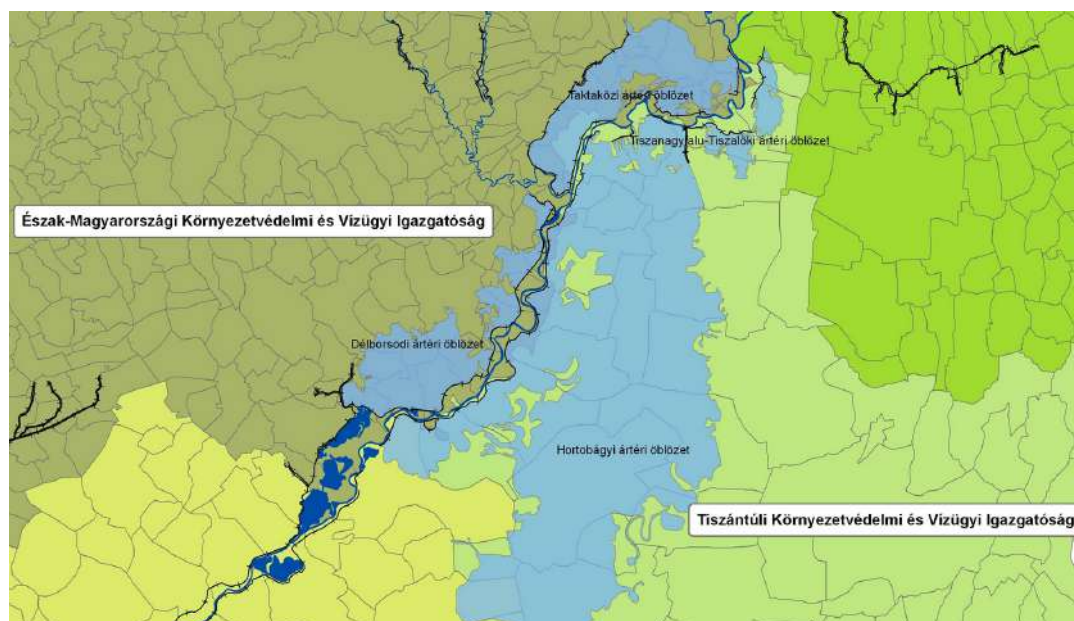 Taktaközi ártéri öblözet
Tiszanagyfalu-Tiszalöki ártéri öblözet
Észak-Magyarországi Környezetvédelmi és Vízügyi Igazgatóság
Délborsodi ártéri öblözet
Hortobágyi ártéri öblözet
Tiszántúli Környezetvédelmi és Vízügyi Igazgatóság